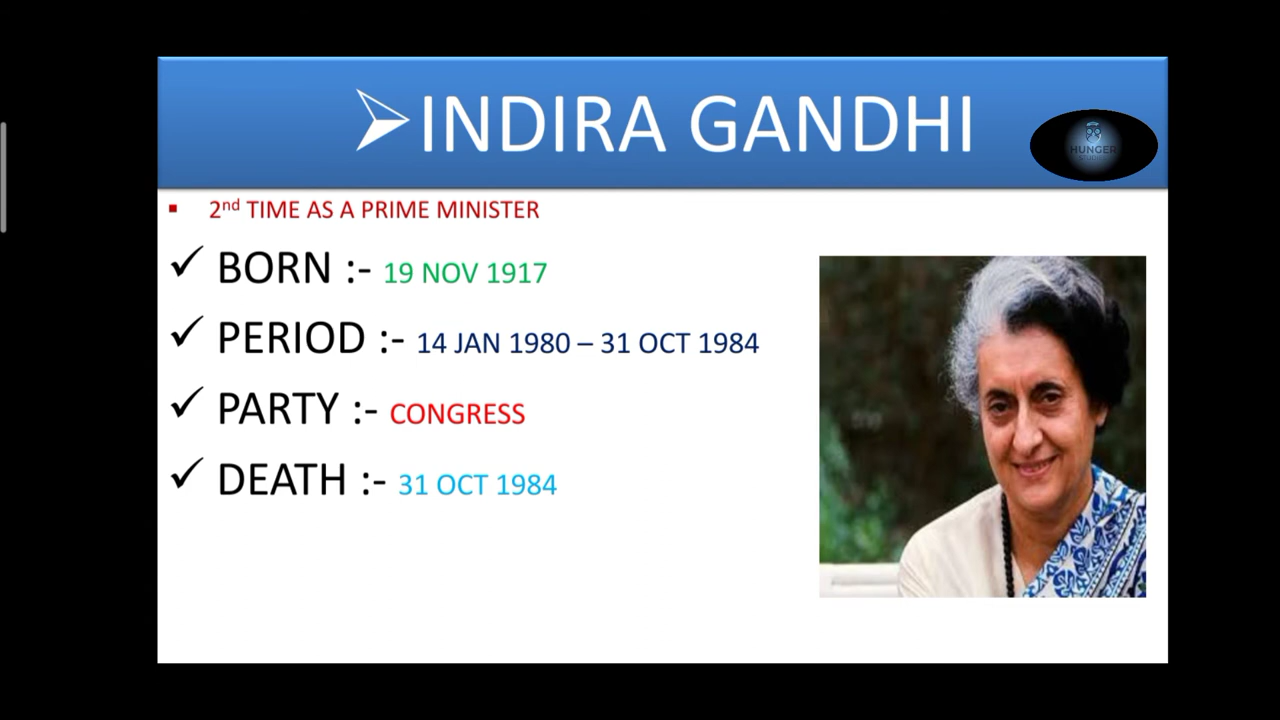 ➢INDIRA GANDHI
HUNGER
▪ 2nd TIME AS A PRIME MINISTER
✓ BORN :- 19 NOV 1917
✓ PERIOD :- 14 JAN 1980 – 31 OCT 1984
✓ PARTY :- CONGRESS
✓ DEATH :- 31 OCT 1984